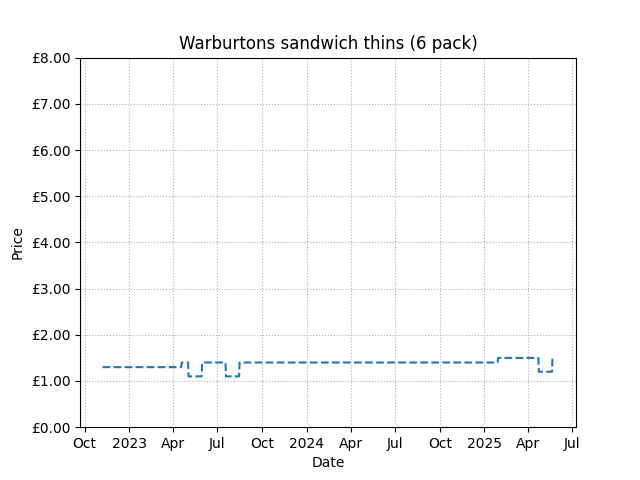 Warburtons sandwich thins (6 pack)
£8.00
£7.00
£6.00
£5.00
£4.00
£3.00
£2.00
£1.00
£0.00
Price
Oct 2023 Apr Jul Oct 2024 Apr Jul Oct 2025 Apr Jul
Date